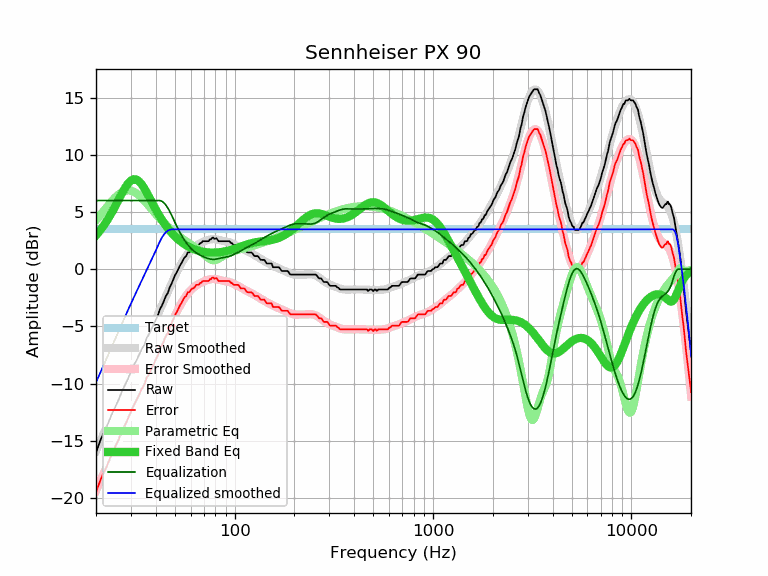 Sennheiser PX 90
Amplitude (dBr)
15
10
5
0
−5
−10
−15
−20
Target
Raw Smoothed
Error Smoothed
Raw
Error
Parametric Eq
Fixed Band Eq
Equalization
Equalized smoothed
100
1000
10000
Frequency (Hz)